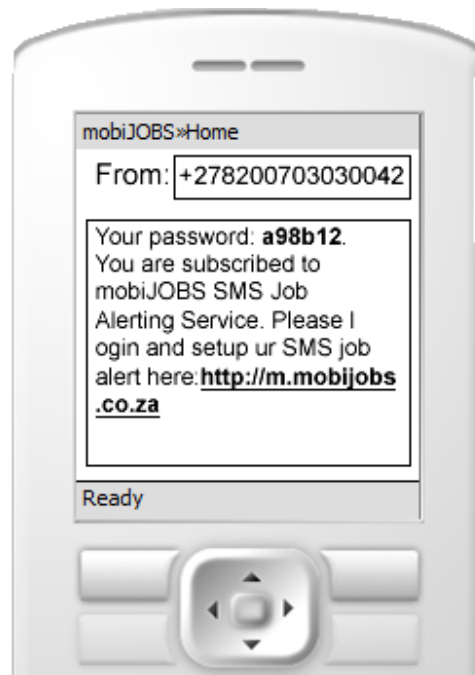 mobiJOBS»Home
From: +278200703030042
Your password: a98b12.
You are subscribed to
mobiJOBS SMS Job
Alerting Service. Please l
ogin and setup ur SMS job
alert here:http://m.mobijobs
.co.za
Ready